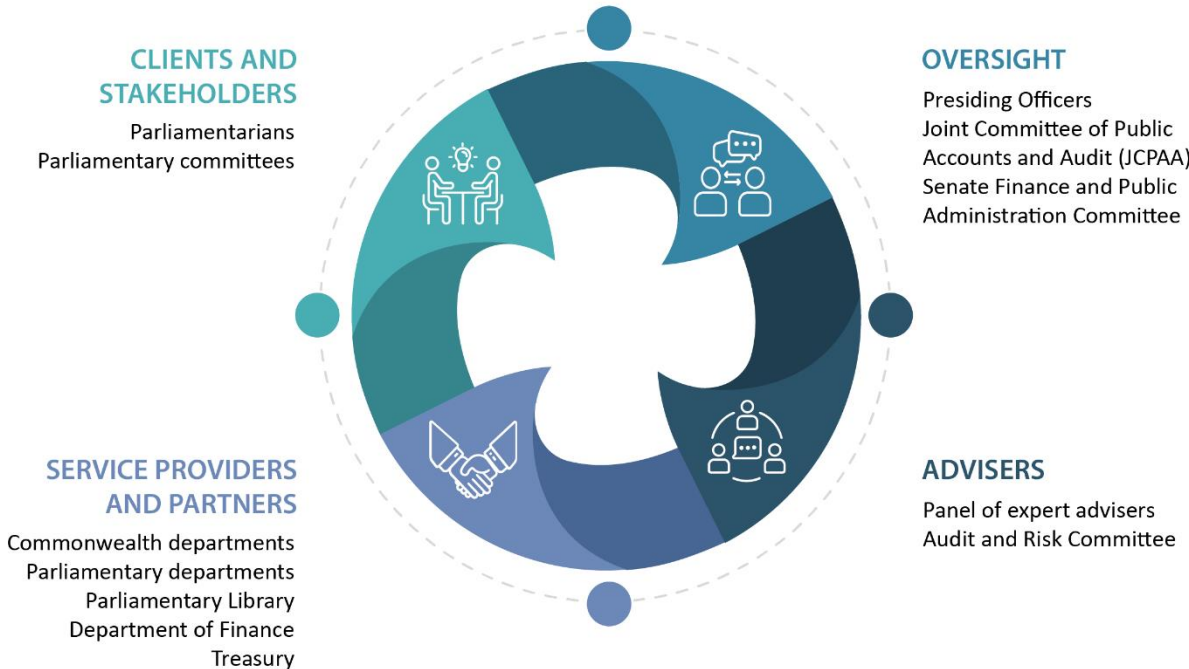 CLIENTS AND
STAKEHOLDERS
Parliamentarians
Parliamentary committees
OVERSIGHT
Presiding Officers
Joint Committee of Public
Accounts and Audit (JCPAA)
Senate Finance and Public
Administration Committee
SERVICE PROVIDERS
AND PARTNERS
Commonwealth departments
Parliamentary departments
Parliamentary Library
Department of Finance
Treasury
ADVISERS
Panel of expert advisers
Audit and Risk Committee